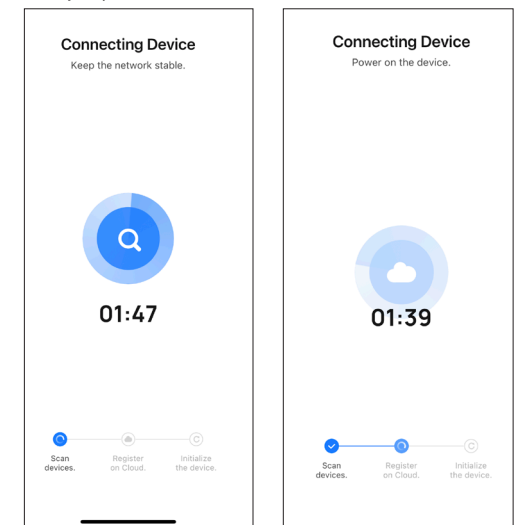 Connecting Device
Keep the network stable.
01:47
Scan
devices.
Register
on Cloud.
Initialize
the device.
Connecting Device
Power on the device.
01:39
Scan
devices.
Register
on Cloud.
Initialize
the device.